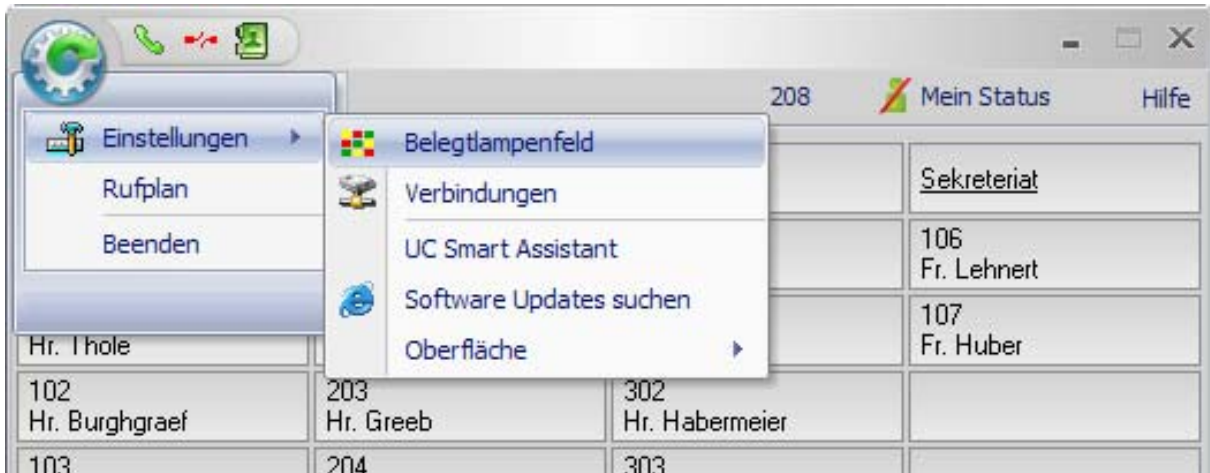 208
Mein Status
Hilfe
Einstellungen
Rufplan
Beenden
Belegtlampenfeld
Verbindungen
UC Smart Assistant
Software Updates suchen
Oberfläche
Sekreteriat
106
Fr. Lehnert
107
Fr. Huber
Hr. Thole
102
Hr. Burghgraef
203
Hr. Greeb
302
Hr. Habermeier
103
204
303